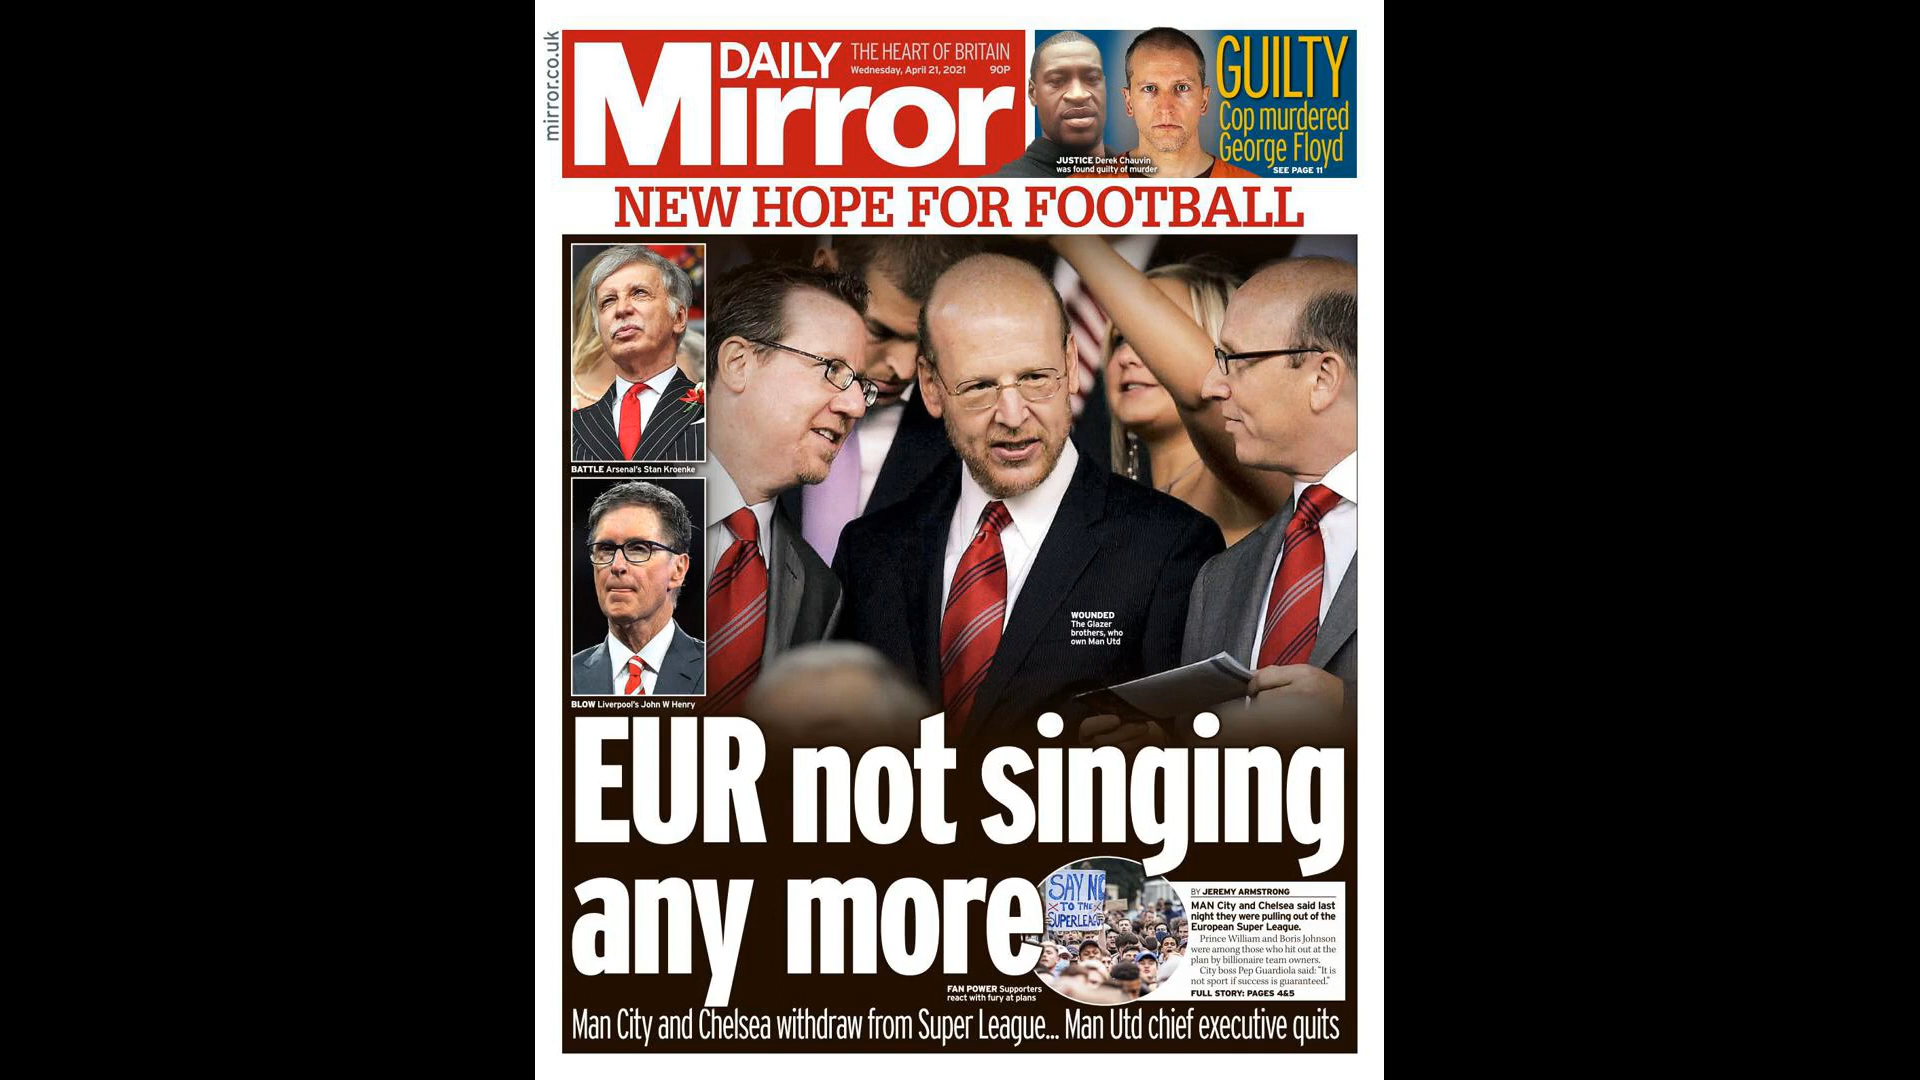 mirror.co.uk
DAILY
Mirror
THE HEART OF BRITAIN
Wednesday, April 21, 2021 90P
GUILTY
Cop murdered
George Floyd
SEE PAGE 11
JUSTICE Derek Chauvin
was found guilty of murder
NEW HOPE FOR FOOTBALL
BATTLE Arsenal's Stan Kroenke
BLOW Liverpool's John W Henry
WOUNDED
The Glazer
brothers, who
own Man Utd
EUR not singing
any more
SAY NO
TO THE
SUPERLEAG
FAN POWER Supporters
react with fury at plans
BY JEREMY ARMSTRONG
MAN City and Chelsea said last
night they were pulling out of the
European Super League.
Prince William and Boris Johnson
were among those who hit out at the
plan by billionaire team owners.
City boss Pep Guardiola said: "It is
not sport if success is guaranteed."
FULL STORY: PAGES 4&5
Man City and Chelsea withdraw from Super League... Man Utd chief executive quits